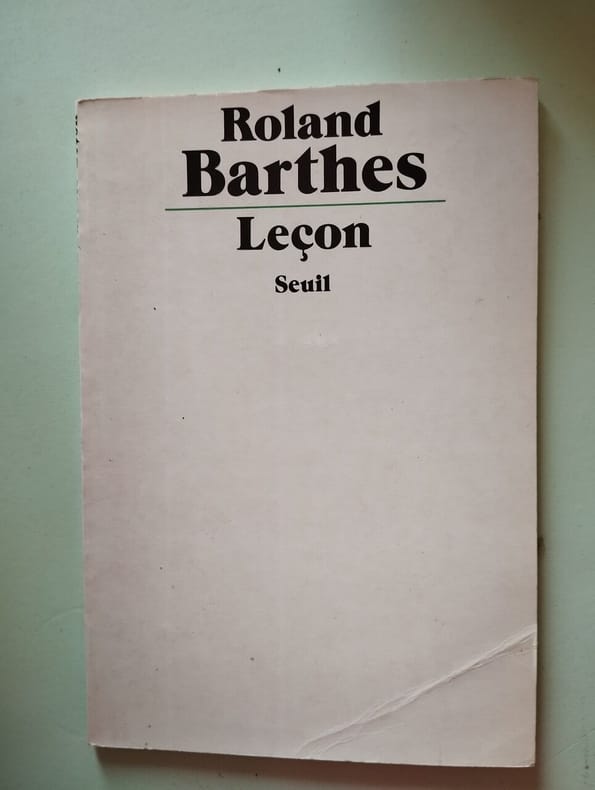 Roland
Barthes
Leçon
Seuil